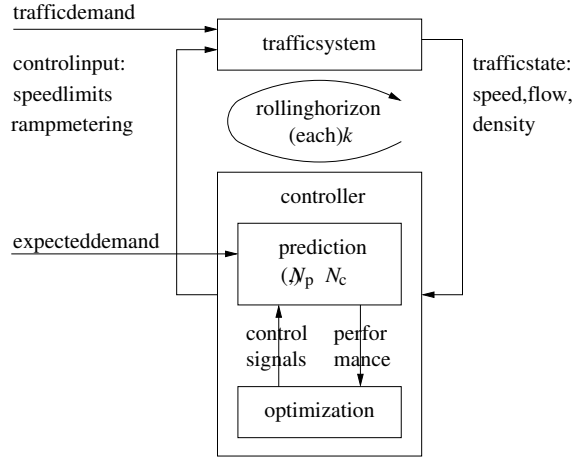 trafficdemand
trafficsystem
controlinput:
speedlimits
rampmetering
trafficstate:
speed,flow,
density
rollinghorizon
(each)k
controller
expecteddemand
prediction
(,)Np Nc
control
signals
perfor
mance
optimization